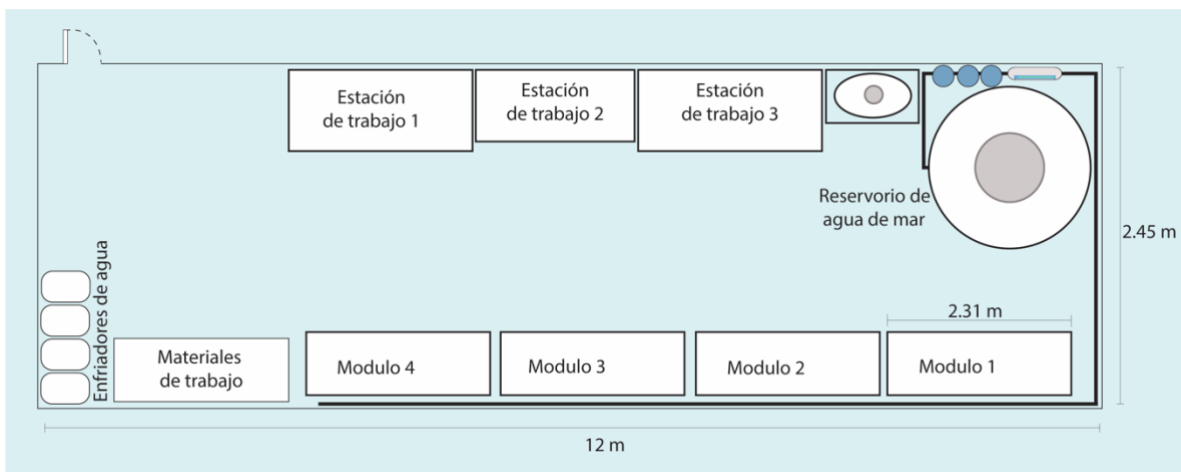 Estación
de trabajo 1
Estación
de trabajo 2
Estación
de trabajo 3
Reservorio de
agua de mar
2.45 m
Enfriadores de agua
2.31 m
Materiales
de trabajo
Modulo 4
Modulo 3
Modulo 2
Modulo 1
12 m